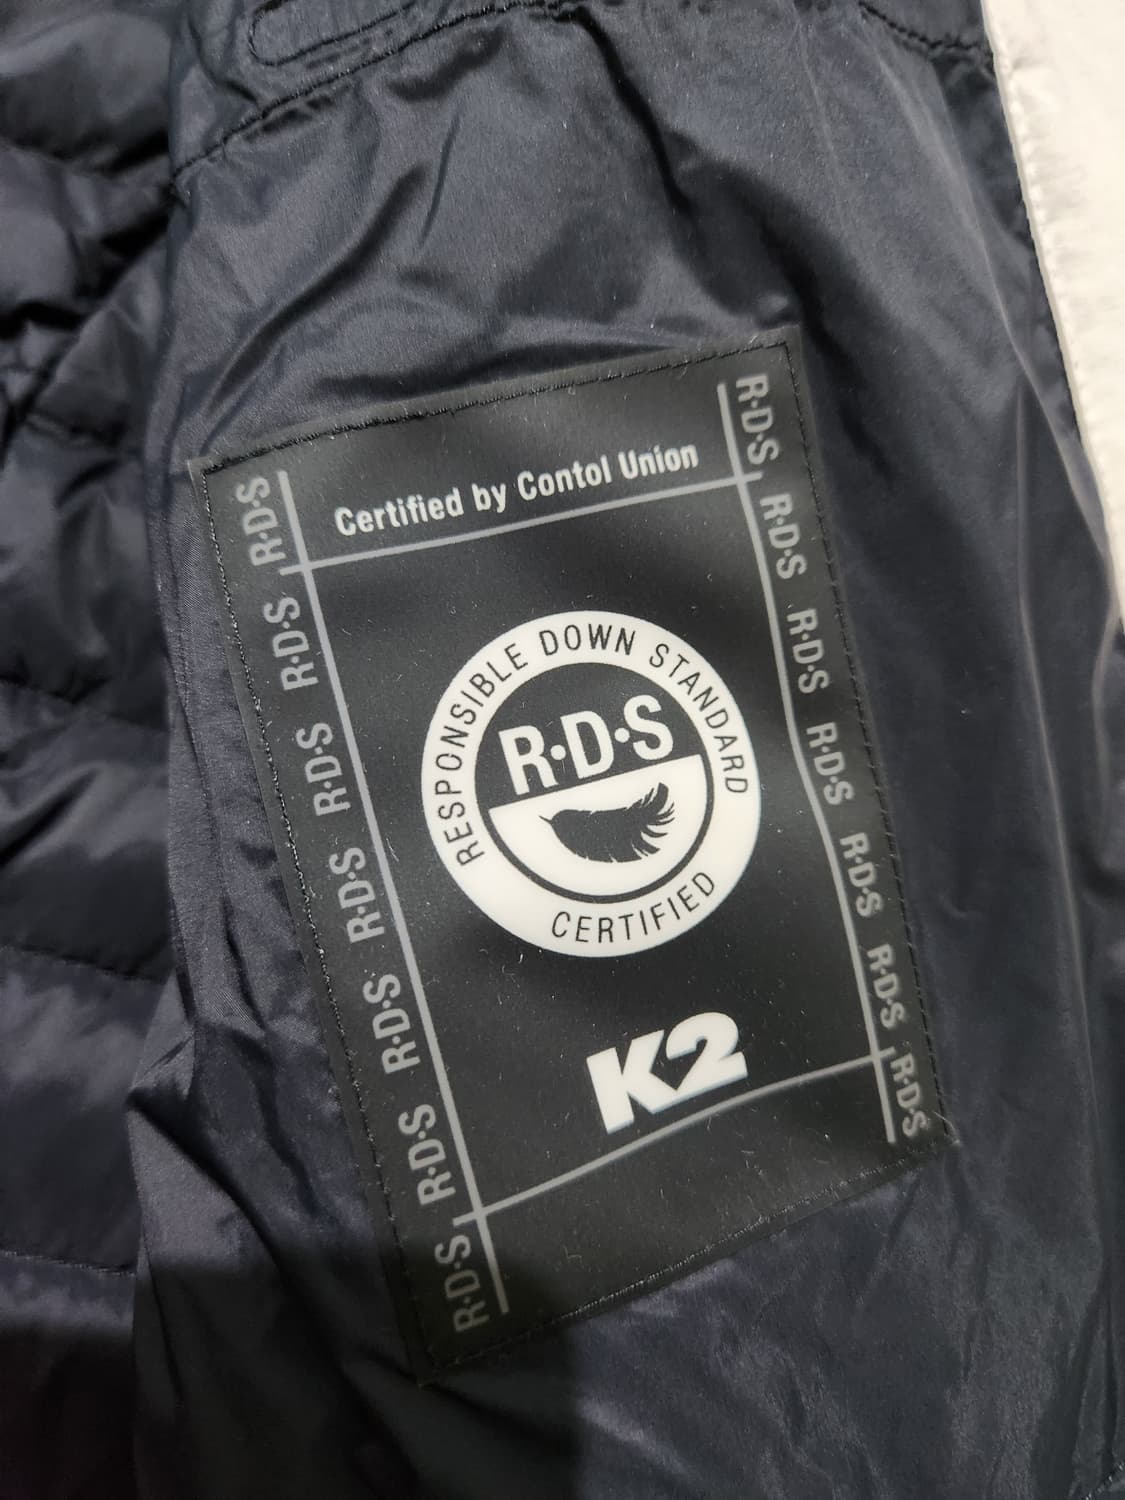 Certified by Contol Union
RESPONSIBLE DOWN STANDARD
R·D·S
CERTIFIED
K2
R·D·S R·D·S R·D·S R·D·S R·D·S R·D·S R·D·S
R·D·S R·D·S R·D·S R·D·S R·D·S R·D·S R·D·S